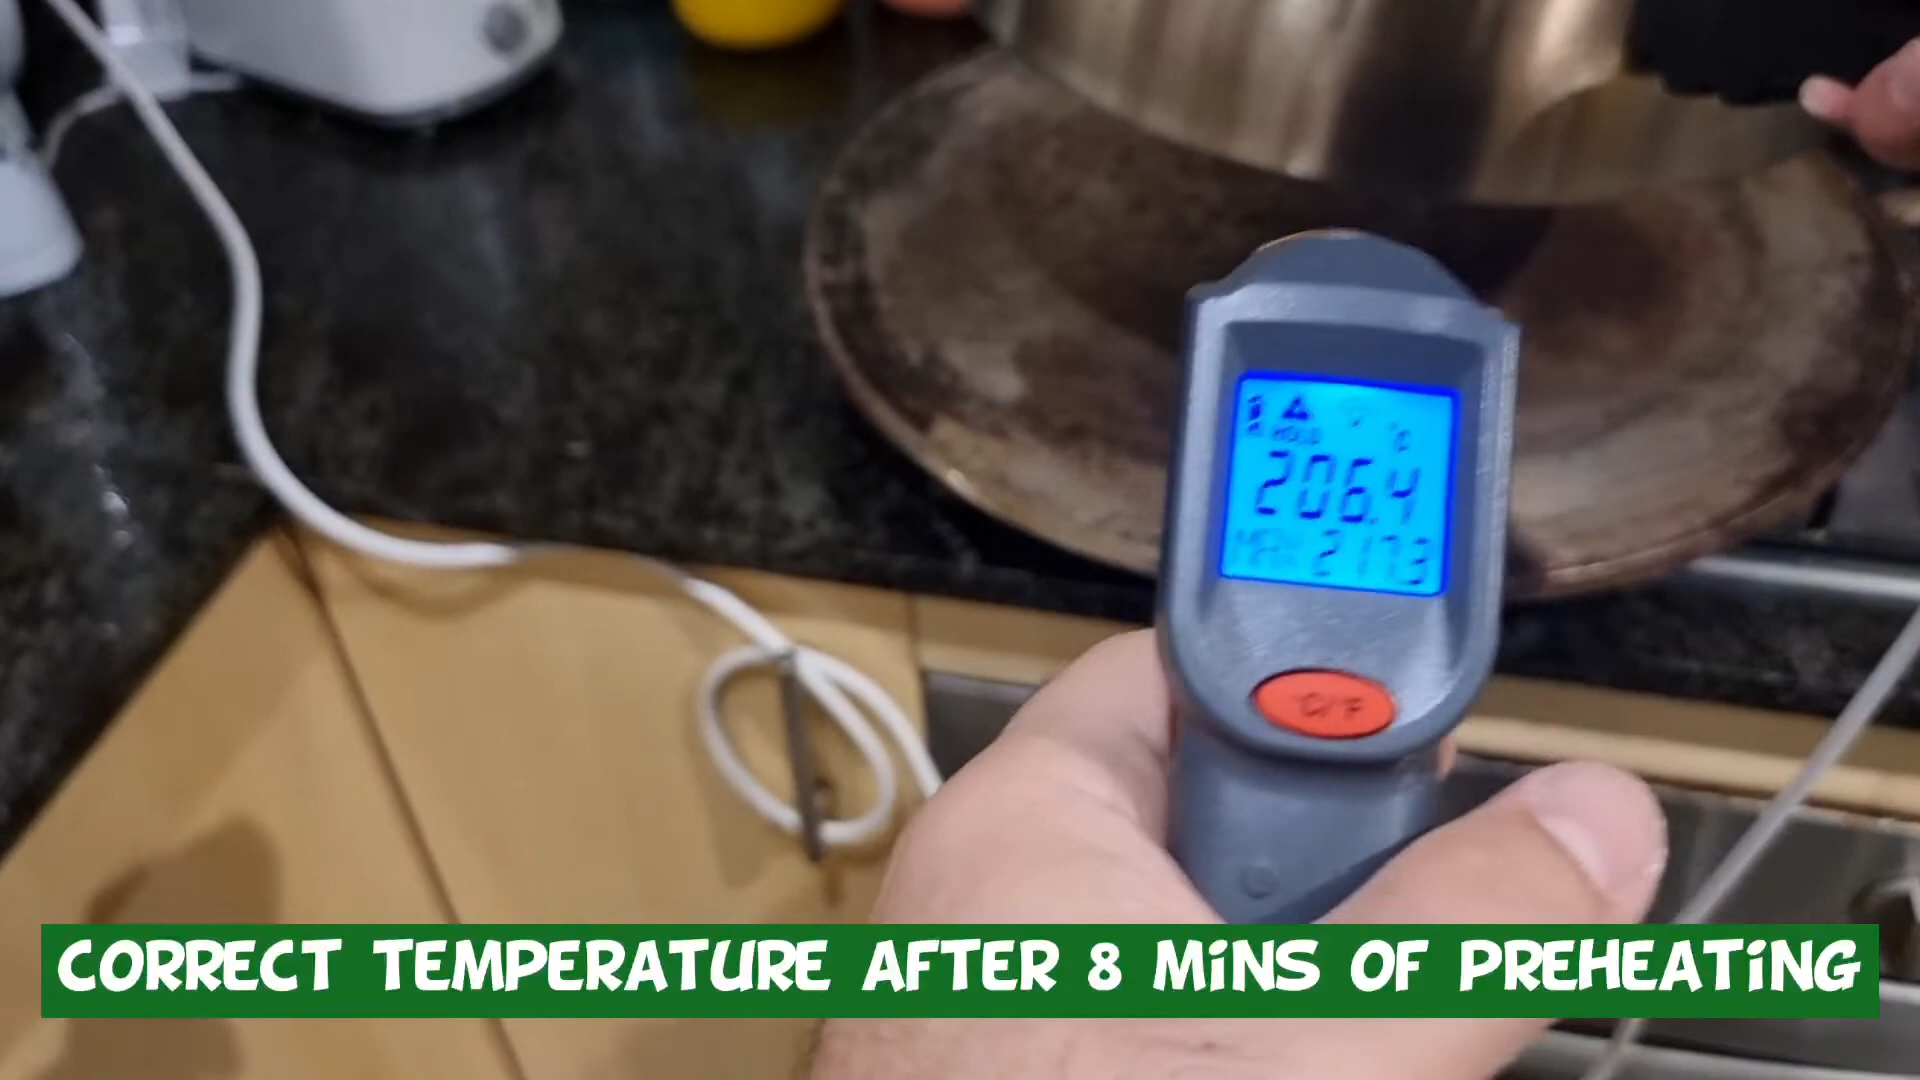 HOLD °C
206.4
MAX 217.3
°C/°F
CORRECT TEMPERATURE AFTER 8 MINS OF PREHEATING